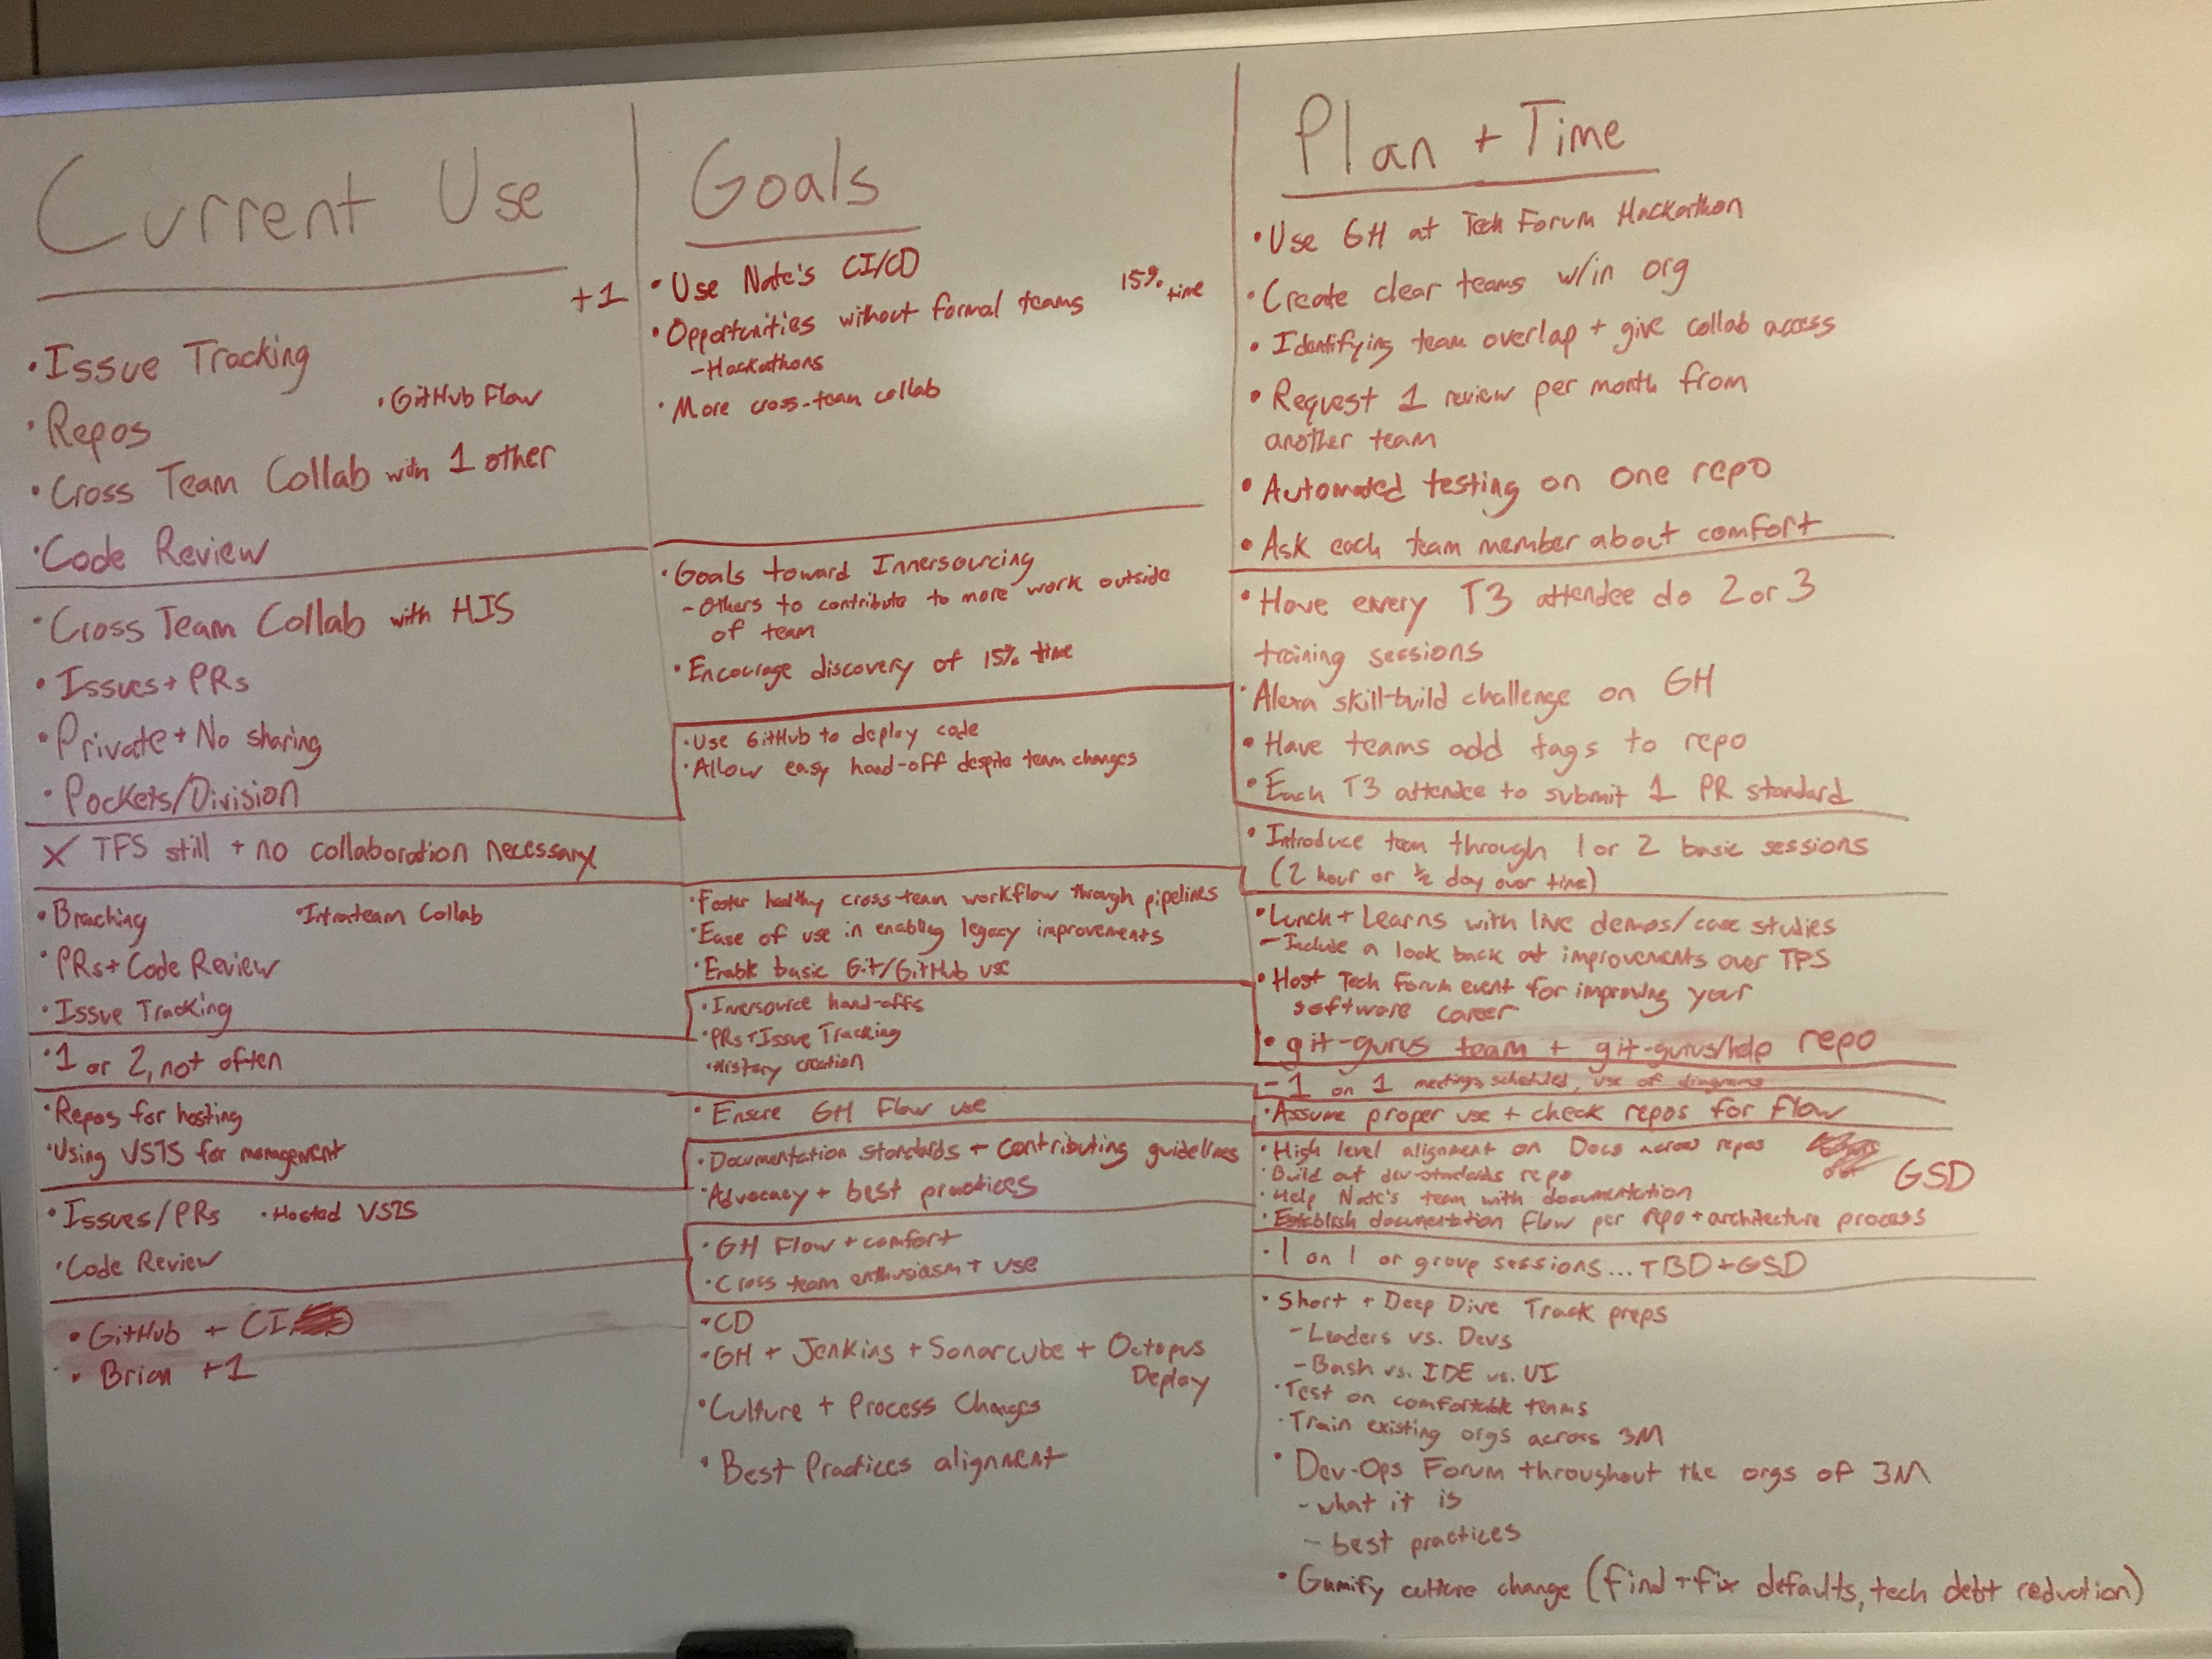 Current Use
+1
• Issue Tracking
• GitHub Flow
• Repos
• Cross Team Collab with 1 other
• Code Review
• Cross Team Collab with HIS
• Issues + PRs
• Private + No sharing
• Pockets/Division
X TFS still + no collaboration necessary
• Braching
• Intrateam Collab
• PRs + Code Review
• Issue Tracking
• 1 or 2, not often
• Repos for hosting
• Using VSTS for management
• Issues/PRs • Hosted VSTS
• Code Review
• GitHub + CI
• Brian +1
Goals
• Use Nate's CI/CD
15% time
• Opportunities without formal teams
- Hackathons
• More cross-team collab
• Goals toward Innersourcing
- Others to contribute to more work outside
of team
• Encourage discovery of 15% time
• Use GitHub to deploy code
• Allow easy hand-off despite team changes
• Foster healthy cross-team workflow through pipelines
• Ease of use in enabling legacy improvements
• Enable basic Git/GitHub use
• hand-offs
• PRs + Issue Tracking
• History creation
• Ensure GH Flow use
• Documentation standards + Contributing guidelines
• Advocacy + best practices
• GH Flow + comfort
• Cross team enthusiasm + use
• CD
• GH + Jenkins + Sonarcube + Octopus
Deploy
• Culture + Process Changes
• Best Practices alignment
Plan + Time
• Use GH at Tech Forum Hackathon
• Create clear teams w/in org
• Identifying team overlap + give collab access
• Request 1 review per month from
another team
• Automated testing on one repo
• Ask each team member about comfort
• Have every T3 attendee do 2 or 3
training sessions
• Alexa skill-build challenge on GH
• Have teams add tags to repo
• Each T3 attendee to submit 1 PR standard
• Introduce team through 1 or 2 basic sessions
(2 hour or ½ day over time)
• Lunch + Learns with live demos/case studies
- Include a look back at improvements over TFS
• Host Tech Forum event for improving your
software career
• git-gurus team + git-gurus/help repo
- 1 on 1 meetings scheduled, use of diagrams
• Assume proper use + check repos for flow
• High level alignment on Docs across repos
• Build out dev-standards repo
GSD
• Help Nate's team with documentation
• Establish documentation flow per repo + architecture process
• 1 on 1 or group sessions... TBD + GSD
• Short + Deep Dive Track preps
- Leaders vs. Devs
- Bash vs. IDE vs. UI
• Test on comfortable teams
• Train existing orgs across 3M
• Dev-Ops Forum throughout the orgs of 3M
- what it is
- best practices
• Gamify culture change (find + fix defaults, tech debt reduction)